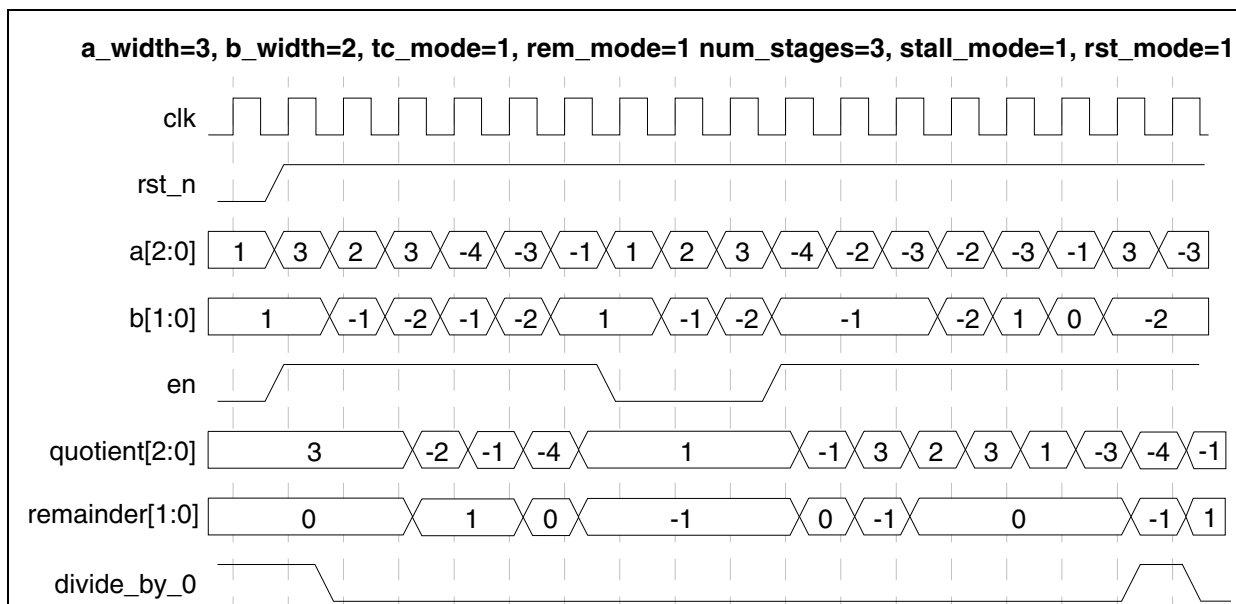 a_width=3, b_width=2, tc_mode=1, rem_mode=1 num_stages=3, stall_mode=1, rst_mode=1
clk
rst_n
a[2:0] 1 3 2 3 -4 -3 -1 1 2 3 -4 -2 -3 -2 -3 -1 3 -3
b[1:0] 1 -1 -2 -1 -2 1 -1 -2 -1 -2 1 0 -2
en
quotient[2:0] 3 -2 -1 -4 1 -1 3 2 3 1 -3 -4 -1
remainder[1:0] 0 1 0 -1 0 -1 0 -1 1
divide_by_0